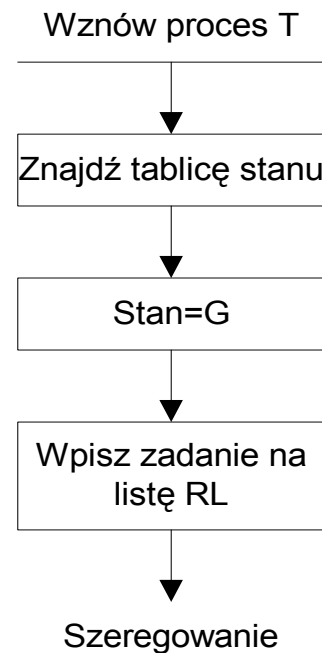 Wznów proces T
Znajdź tablicę stanu
Stan=G
Wpisz zadanie na
listę RL
Szeregowanie